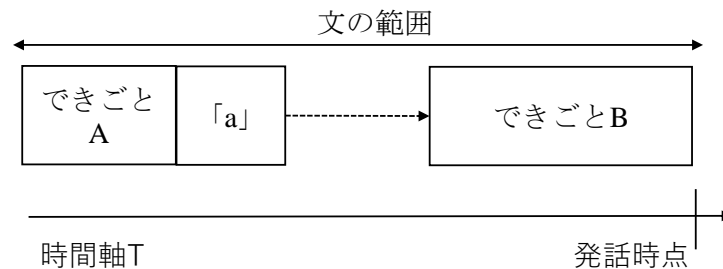 文の範囲
できごと
A
「a」
できごとB
時間軸T
発話時点